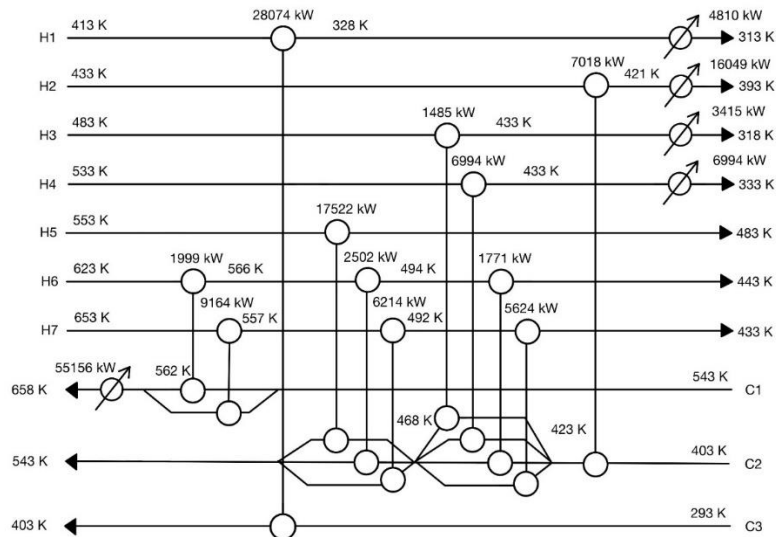 28074 kW
4810 kW
H1 413 K 328 K 313 K
7018 kW
16049 kW
H2 433 K 421 K 393 K
1485 kW
3415 kW
H3 483 K 433 K 318 K
6994 kW
6994 kW
H4 533 K 433 K 333 K
17522 kW
H5 553 K 483 K
1999 kW 2502 kW 1771 kW
H6 623 K 566 K 494 K 443 K
9164 kW 6214 kW 5624 kW
H7 653 K 557 K 492 K 433 K
55156 kW
562 K 543 K
658 K C1
468 K 423 K
403 K
543 K C2
293 K
403 K C3